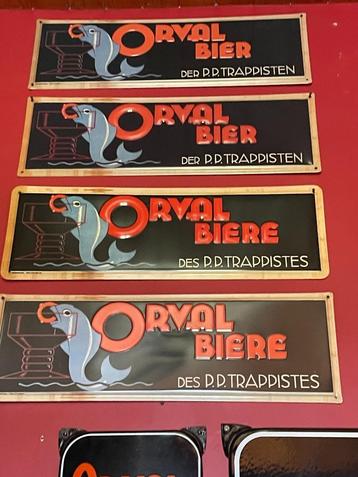 ORVAL
BIER
DER P.P. TRAPPISTEN
ORVAL
BIER
DER P.P. TRAPPISTEN
ORVAL
BIERE
DES P.P. TRAPPISTES
ORVAL
BIERE
DES P.P. TRAPPISTES